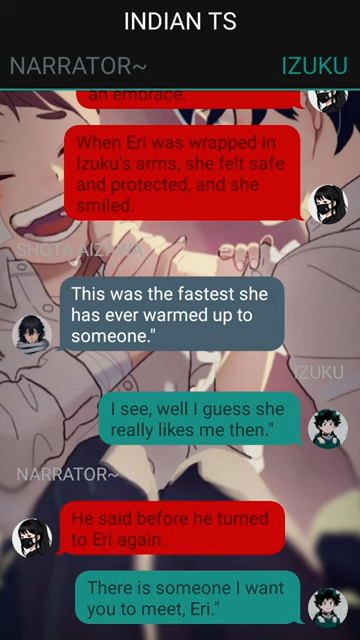 INDIAN TS
NARRATOR~ IZUKU
an embrace.
When Eri was wrapped in
Izuku's arms, she felt safe
and protected, and she
smiled.
SHOTA AIZAWA
This was the fastest she
has ever warmed up to
someone."
IZUKU
I see, well I guess she
really likes me then."
NARRATOR~
He said before he turned
to Eri again.
There is someone I want
you to meet, Eri."